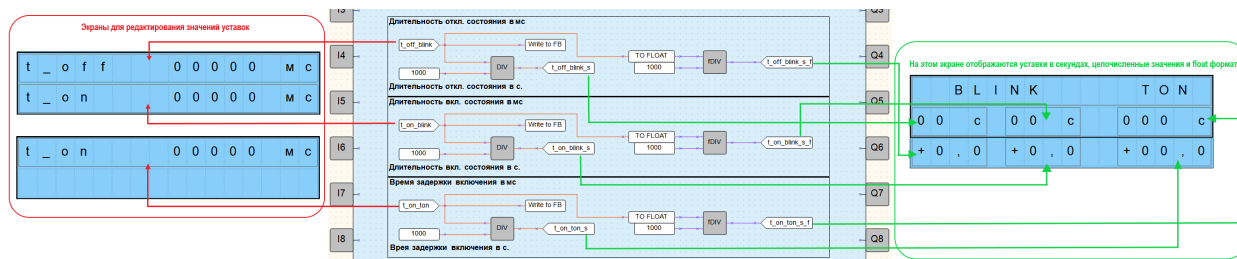 Экраны для редактирования значений уставок
t _ o f f 0 0 0 0 0 м с
t _ o n 0 0 0 0 0 м с
t _ o n 0 0 0 0 0 м с
I3
I4
I5
I6
I7
I8
Длительность откл. состояния в мс
t_off_blink
Write to FB
1000
DIV
t_off_blink_s
TO FLOAT
1000
fDIV
t_off_blink_s_f
Длительность откл. состояния в с.
Длительность вкл. состояния в мс
t_on_blink
Write to FB
1000
DIV
t_on_blink_s
TO FLOAT
1000
fDIV
t_on_blink_s_f
Длительность вкл. состояния в с.
Время задержки включения в мс
t_on_ton
Write to FB
1000
DIV
t_on_ton_s
TO FLOAT
1000
fDIV
t_on_ton_s_f
Врея задержки включения в с.
Q3
Q4
Q5
Q6
Q7
Q8
На этом экране отображаются уставки в секундах, целочисленые значения и float формат
B L I N K T O N
0 0 с 0 0 с 0 0 0 с
+ 0 , 0 + 0 , 0 + 0 0 , 0